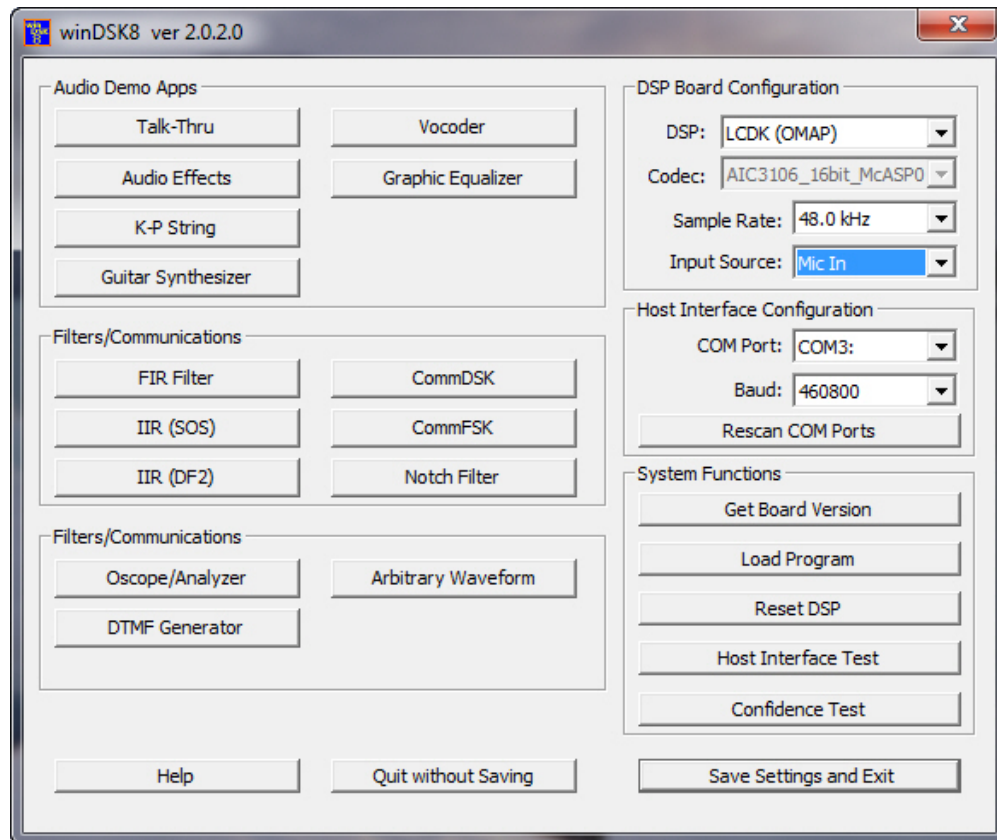 winDSK8 ver 2.0.2.0
Audio Demo Apps
Talk-Thru
Vocoder
Audio Effects
Graphic Equalizer
K-P String
Guitar Synthesizer
Filters/Communications
FIR Filter
CommDSK
IIR (SOS)
CommFSK
IIR (DF2)
Notch Filter
Filters/Communications
Oscope/Analyzer
Arbitrary Waveform
DTMF Generator
DSP Board Configuration
DSP: LCDK (OMAP)
Codec: AIC3106_16bit_McASP0
Sample Rate: 48.0 kHz
Input Source: Mic In
Host Interface Configuration
COM Port: COM3:
Baud: 460800
Rescan COM Ports
System Functions
Get Board Version
Load Program
Reset DSP
Host Interface Test
Confidence Test
Help
Quit without Saving
Save Settings and Exit